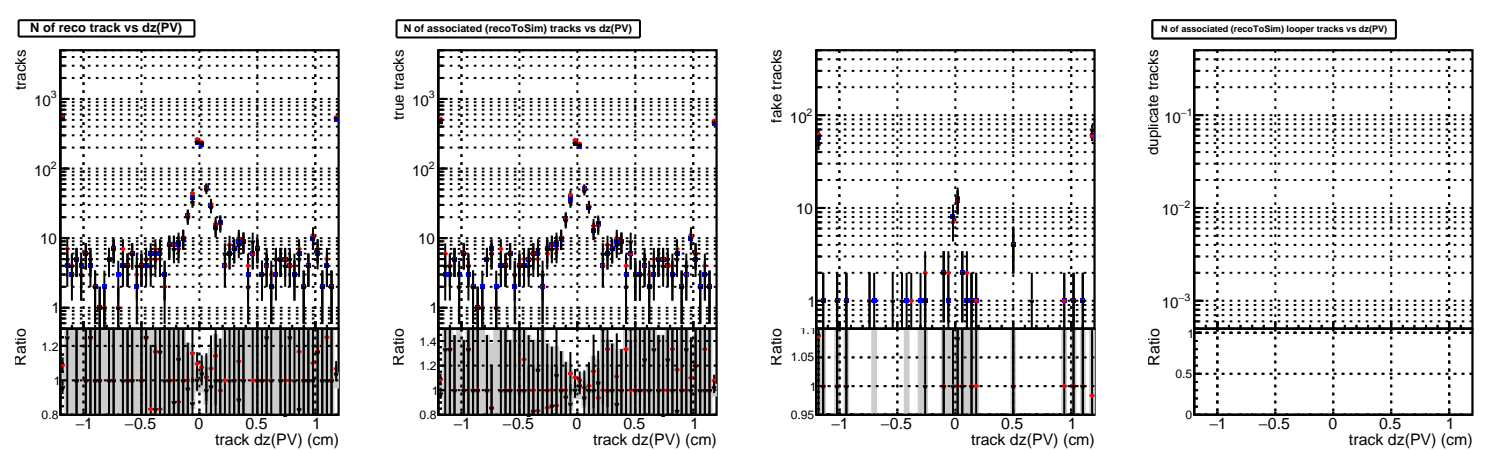 N of reco track vs dz(PV)
tracks
10³
10²
10
1
Ratio
1.2
1
0.8
−1 −0.5 0 0.5 1
track dz(PV) (cm)
N of associated (recoToSim) tracks vs dz(PV)
true tracks
10³
10²
10
1
Ratio
1.4
1.2
1
0.8
−1 −0.5 0 0.5 1
track dz(PV) (cm)
fake tracks
10²
10
1
Ratio
1.1
1.05
1
0.95
−1 −0.5 0 0.5 1
track dz(PV) (cm)
N of associated (recoToSim) looper tracks vs dz(PV)
duplicate tracks
10⁻¹
10⁻²
10⁻³
Ratio
1
0.5
0
−1 −0.5 0 0.5 1
track dz(PV) (cm)